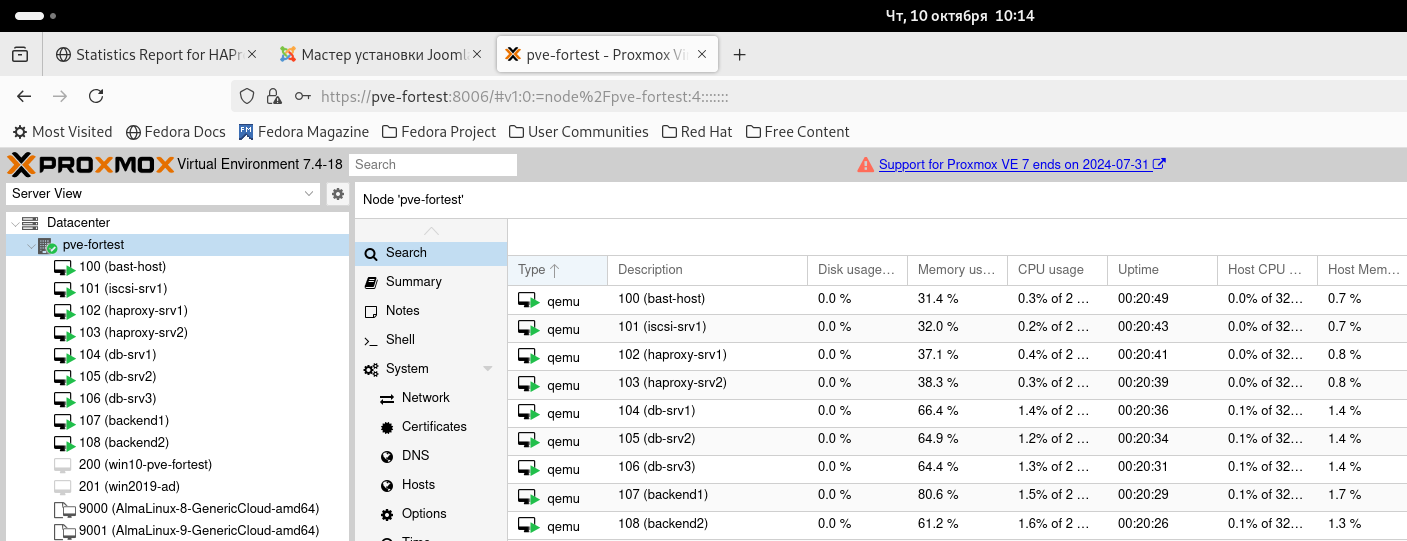 Чт, 10 октября 10:14
Statistics Report for HAPr
Мастер установки Joomla
pve-fortest - Proxmox Vi
https://pve-fortest:8006/#v1:0:=node%2Fpve-fortest:4:::::::
Most Visited Fedora Docs Fedora Magazine Fedora Project User Communities Red Hat Free Content
PROXMOX Virtual Environment 7.4-18 Search Support for Proxmox VE 7 ends on 2024-07-31
Server View
Datacenter
pve-fortest
100 (bast-host)
101 (iscsi-srv1)
102 (haproxy-srv1)
103 (haproxy-srv2)
104 (db-srv1)
105 (db-srv2)
106 (db-srv3)
107 (backend1)
108 (backend2)
200 (win10-pve-fortest)
201 (win2019-ad)
9000 (AlmaLinux-8-GenericCloud-amd64)
9001 (AlmaLinux-9-GenericCloud-amd64)
Node 'pve-fortest'
Search
Summary
Notes
Shell
System
Network
Certificates
DNS
Hosts
Options
Time
Type Description Disk usage... Memory us... CPU usage Uptime Host CPU ... Host Mem...
qemu 100 (bast-host) 0.0 % 31.4 % 0.3% of 2 ... 00:20:49 0.0% of 32... 0.7 %
qemu 101 (iscsi-srv1) 0.0 % 32.0 % 0.2% of 2 ... 00:20:43 0.0% of 32... 0.7 %
qemu 102 (haproxy-srv1) 0.0 % 37.1 % 0.4% of 2 ... 00:20:41 0.0% of 32... 0.8 %
qemu 103 (haproxy-srv2) 0.0 % 38.3 % 0.3% of 2 ... 00:20:39 0.0% of 32... 0.8 %
qemu 104 (db-srv1) 0.0 % 66.4 % 1.4% of 2 ... 00:20:36 0.1% of 32... 1.4 %
qemu 105 (db-srv2) 0.0 % 64.9 % 1.2% of 2 ... 00:20:34 0.1% of 32... 1.4 %
qemu 106 (db-srv3) 0.0 % 64.4 % 1.3% of 2 ... 00:20:31 0.1% of 32... 1.4 %
qemu 107 (backend1) 0.0 % 80.6 % 1.5% of 2 ... 00:20:29 0.1% of 32... 1.7 %
qemu 108 (backend2) 0.0 % 61.2 % 1.6% of 2 ... 00:20:26 0.1% of 32... 1.3 %